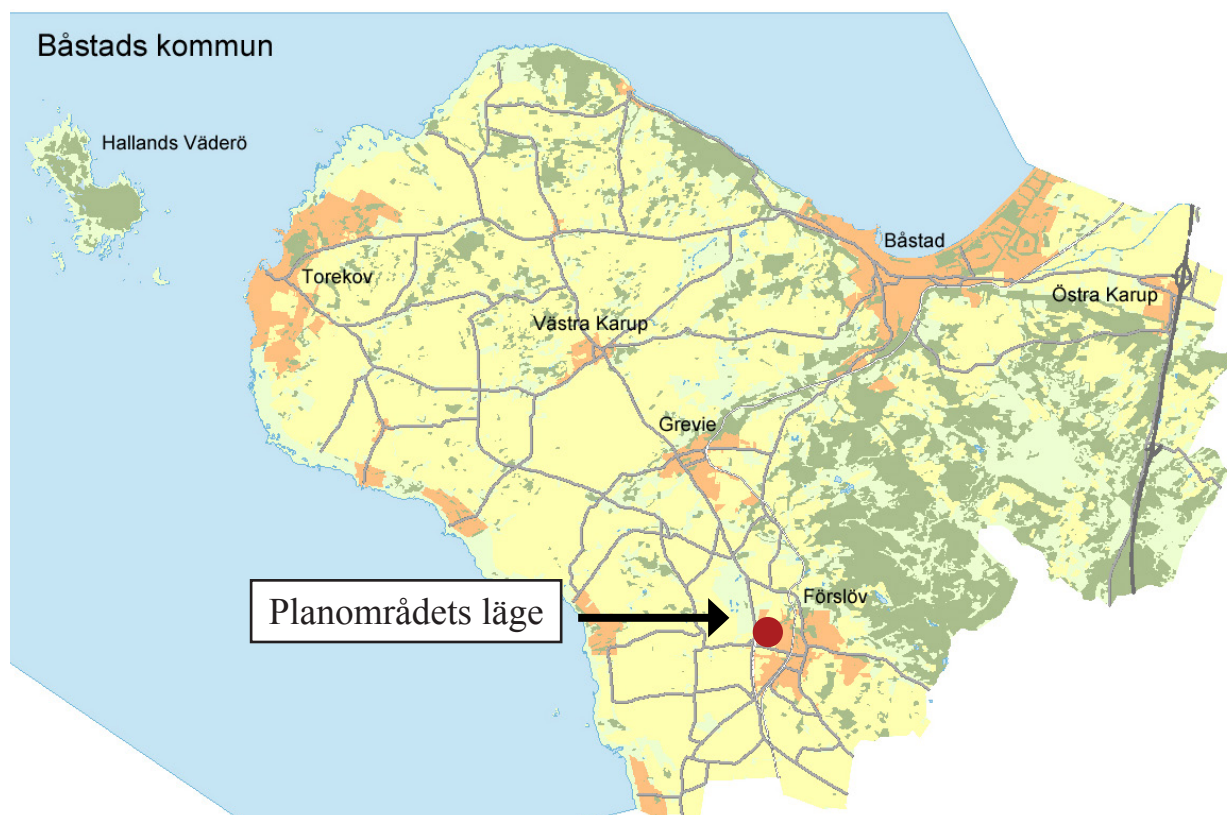 Båstads kommun
Hallands Väderö
Båstad
Torekov
Östra Karup
Västra Karup
Grevie
Förslöv
Planområdets läge